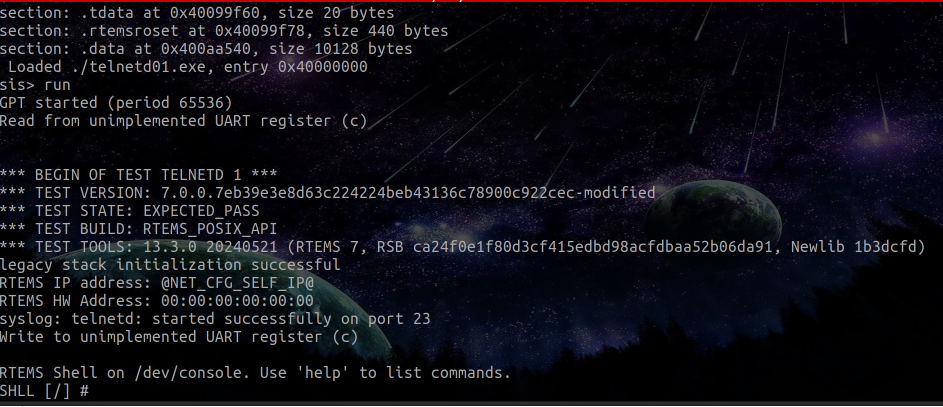 section: .tdata at 0x40099f60, size 20 bytes
section: .rtemsroset at 0x40099f78, size 440 bytes
section: .data at 0x400aa540, size 10128 bytes
Loaded ./telnetd01.exe, entry 0x40000000
sis> run
GPT started (period 65536)
Read from unimplemented UART register (c)
*** BEGIN OF TEST TELNETD 1 ***
*** TEST VERSION: 7.0.0.7eb39e3e8d63c224224beb43136c78900c922cec-modified
*** TEST STATE: EXPECTED_PASS
*** TEST BUILD: RTEMS_POSIX_API
*** TEST TOOLS: 13.3.0 20240521 (RTEMS 7, RSB ca24f0e1f80d3cf415edbd98acfdbaa52b06da91, Newlib 1b3dcfd)
legacy stack initialization successful
RTEMS IP address: @NET_CFG_SELF_IP@
RTEMS HW Address: 00:00:00:00:00:00
syslog: telnetd: started successfully on port 23
Write to unimplemented UART register (c)
RTEMS Shell on /dev/console. Use 'help' to list commands.
SHLL [/] #